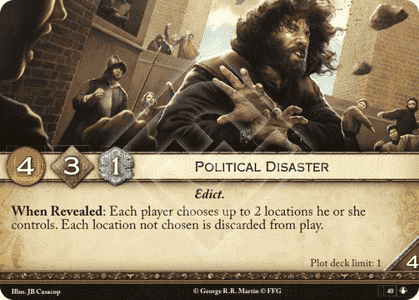 4 3 1 POLITICAL DISASTER
Edict.
When Revealed: Each player chooses up to 2 locations he or she
controls. Each location not chosen is discarded from play.
Plot deck limit: 1
4
Illus. JB Casacop © George R.R. Martin © FFG 40